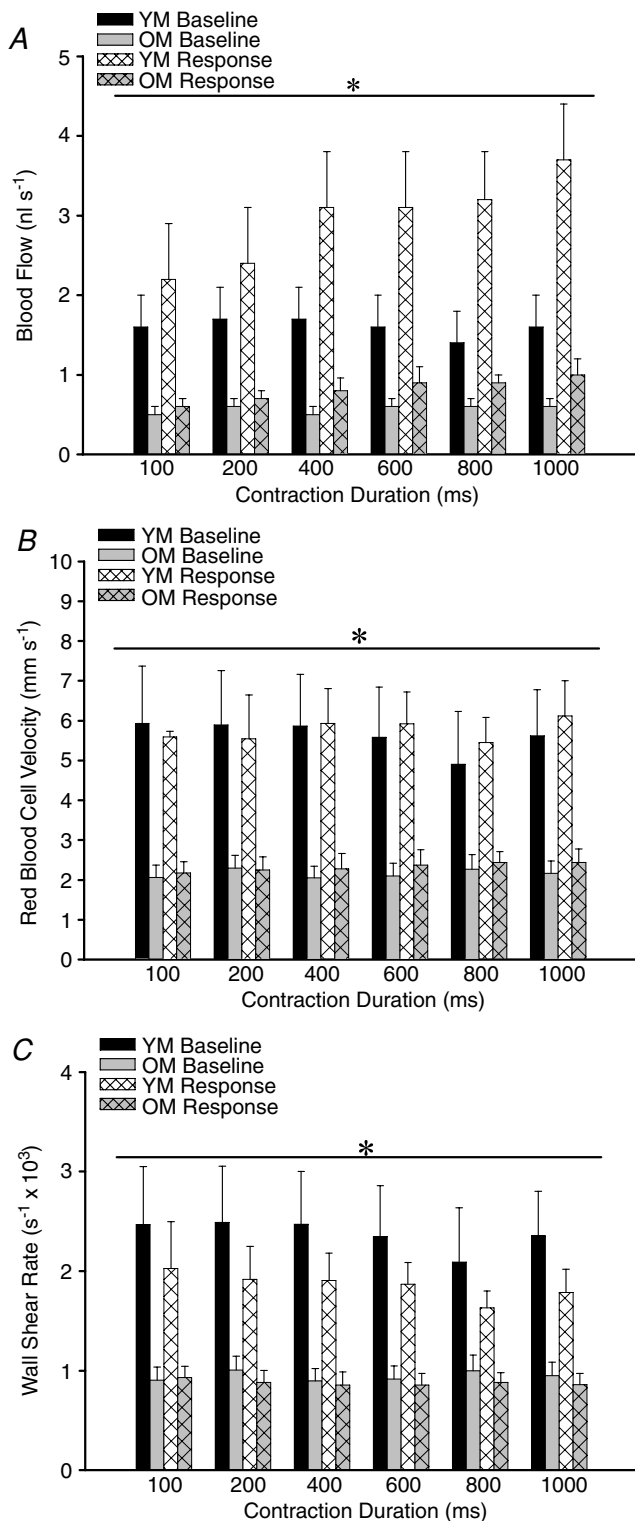 A
YM Baseline
OM Baseline
YM Response
OM Response
*
Blood Flow (nl s⁻¹)
5
4
3
2
1
0
100 200 400 600 800 1000
Contraction Duration (ms)
B
YM Baseline
OM Baseline
YM Response
OM Response
*
Red Blood Cell Velocity (mm s⁻¹)
10
9
8
7
6
5
4
3
2
1
0
100 200 400 600 800 1000
Contraction Duration (ms)
C
YM Baseline
OM Baseline
YM Response
OM Response
*
Wall Shear Rate (s⁻¹ x 10³)
4
3
2
1
0
100 200 400 600 800 1000
Contraction Duration (ms)